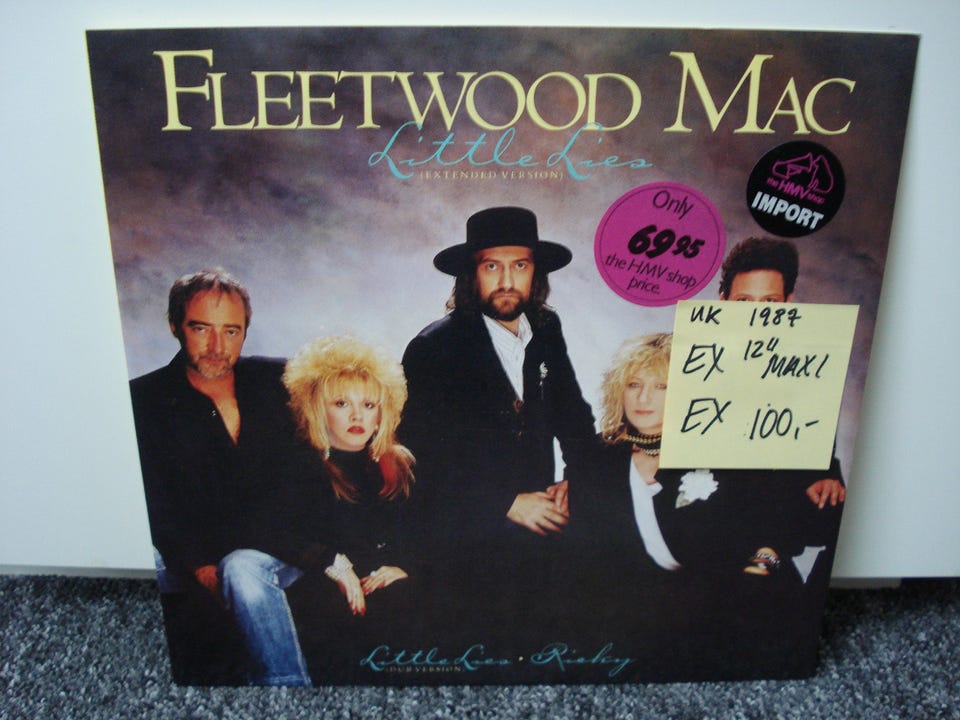 FLEETWOOD MAC
Little Lies
(EXTENDED VERSION)
the HMV shop
IMPORT
Only
69 95
the HMV shop
price.
UK 1987
EX 12" MAXI
EX 100,-
Little Lies • Ricky
(DUB VERSION)